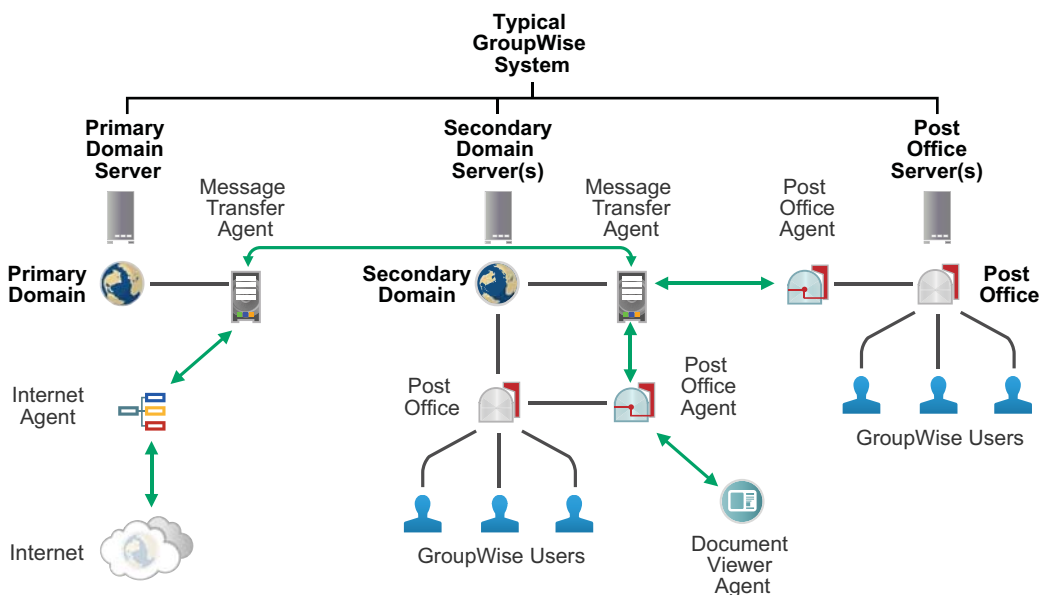 Typical
GroupWise
System
Primary
Domain
Server
Secondary
Domain
Server(s)
Post
Office
Server(s)
Message
Transfer
Agent
Message
Transfer
Agent
Post
Office
Agent
Primary
Domain
Secondary
Domain
Post
Office
Internet
Agent
Post
Office
Post
Office
Agent
GroupWise Users
Internet
GroupWise Users
Document
Viewer
Agent